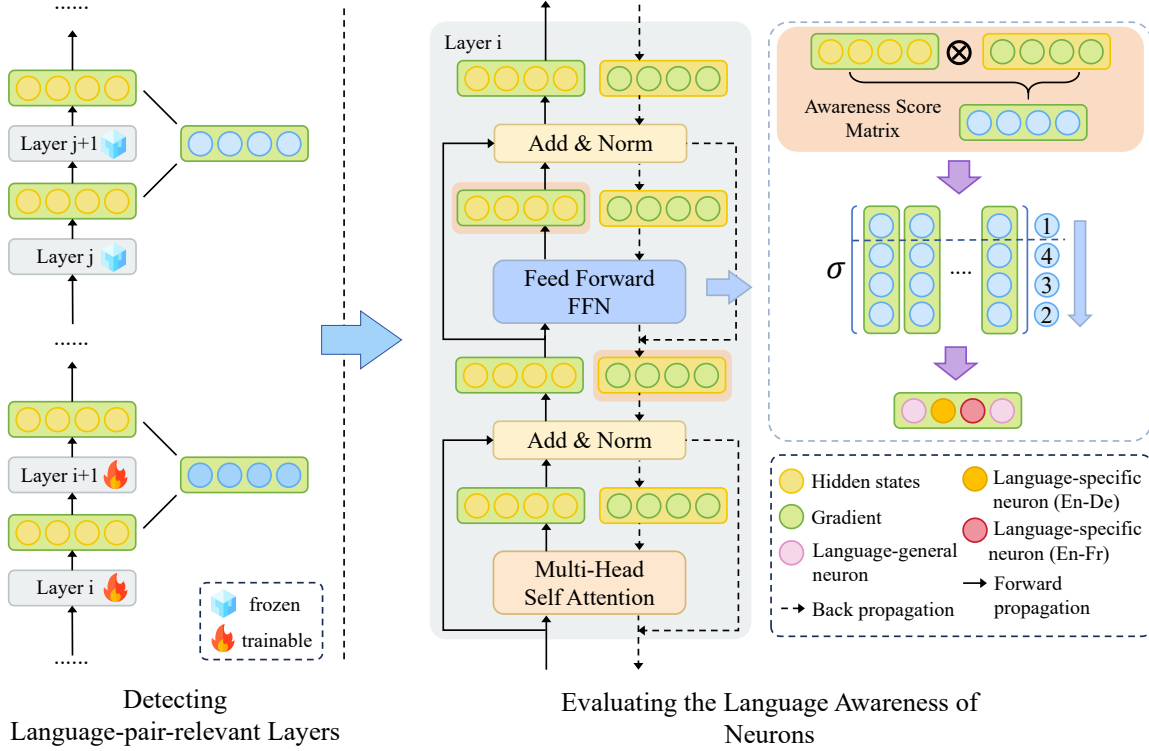 ......
Layer j+1
Layer j
......
Layer i+1
Layer i
......
frozen
trainable
Detecting
Language-pair-relevant Layers
Layer i
Add & Norm
Feed Forward
FFN
Add & Norm
Multi-Head
Self Attention
Evaluating the Language Awareness of
Neurons
⊗
Awareness Score
Matrix
σ
....
1
4
3
2
Hidden states
Gradient
Language-general
neuron
Back propagation
Language-specific
neuron (En-De)
Language-specific
neuron (En-Fr)
Forward
propagation